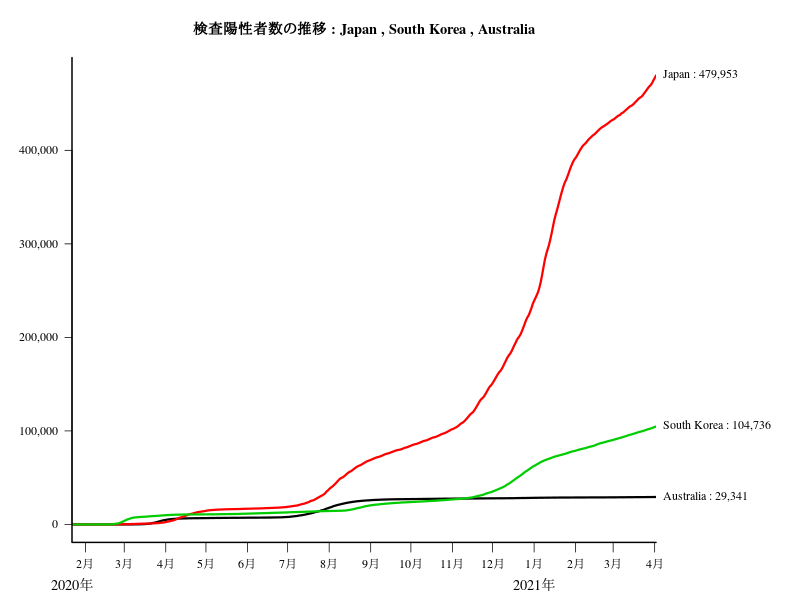 検査陽性者数の推移 : Japan , South Korea , Australia
Japan : 479,953
400,000
300,000
200,000
100,000
South Korea : 104,736
Australia : 29,341
0
2月 3月 4月 5月 6月 7月 8月 9月 10月 11月 12月 1月 2月 3月 4月
2020年 2021年